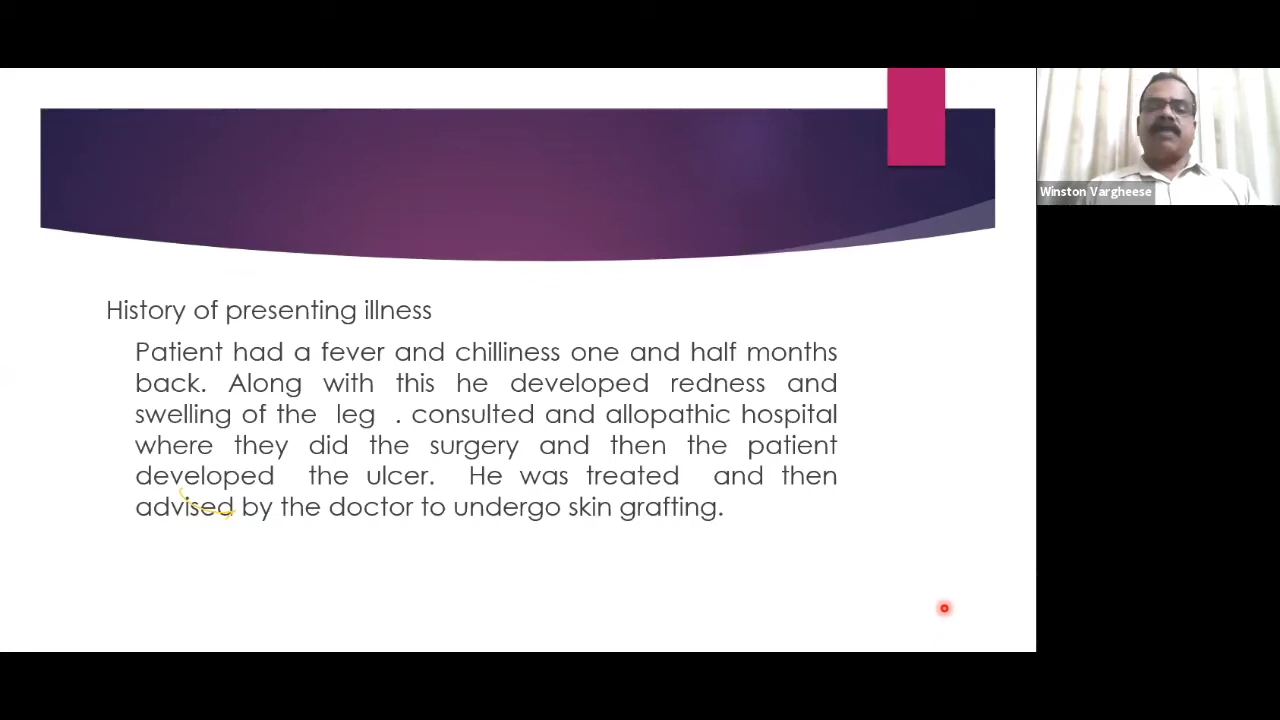 Winston Vargheese
History of presenting illness
Patient had a fever and chilliness one and half months
back. Along with this he developed redness and
swelling of the leg . consulted and allopathic hospital
where they did the surgery and then the patient
developed the ulcer. He was treated and then
advised by the doctor to undergo skin grafting.